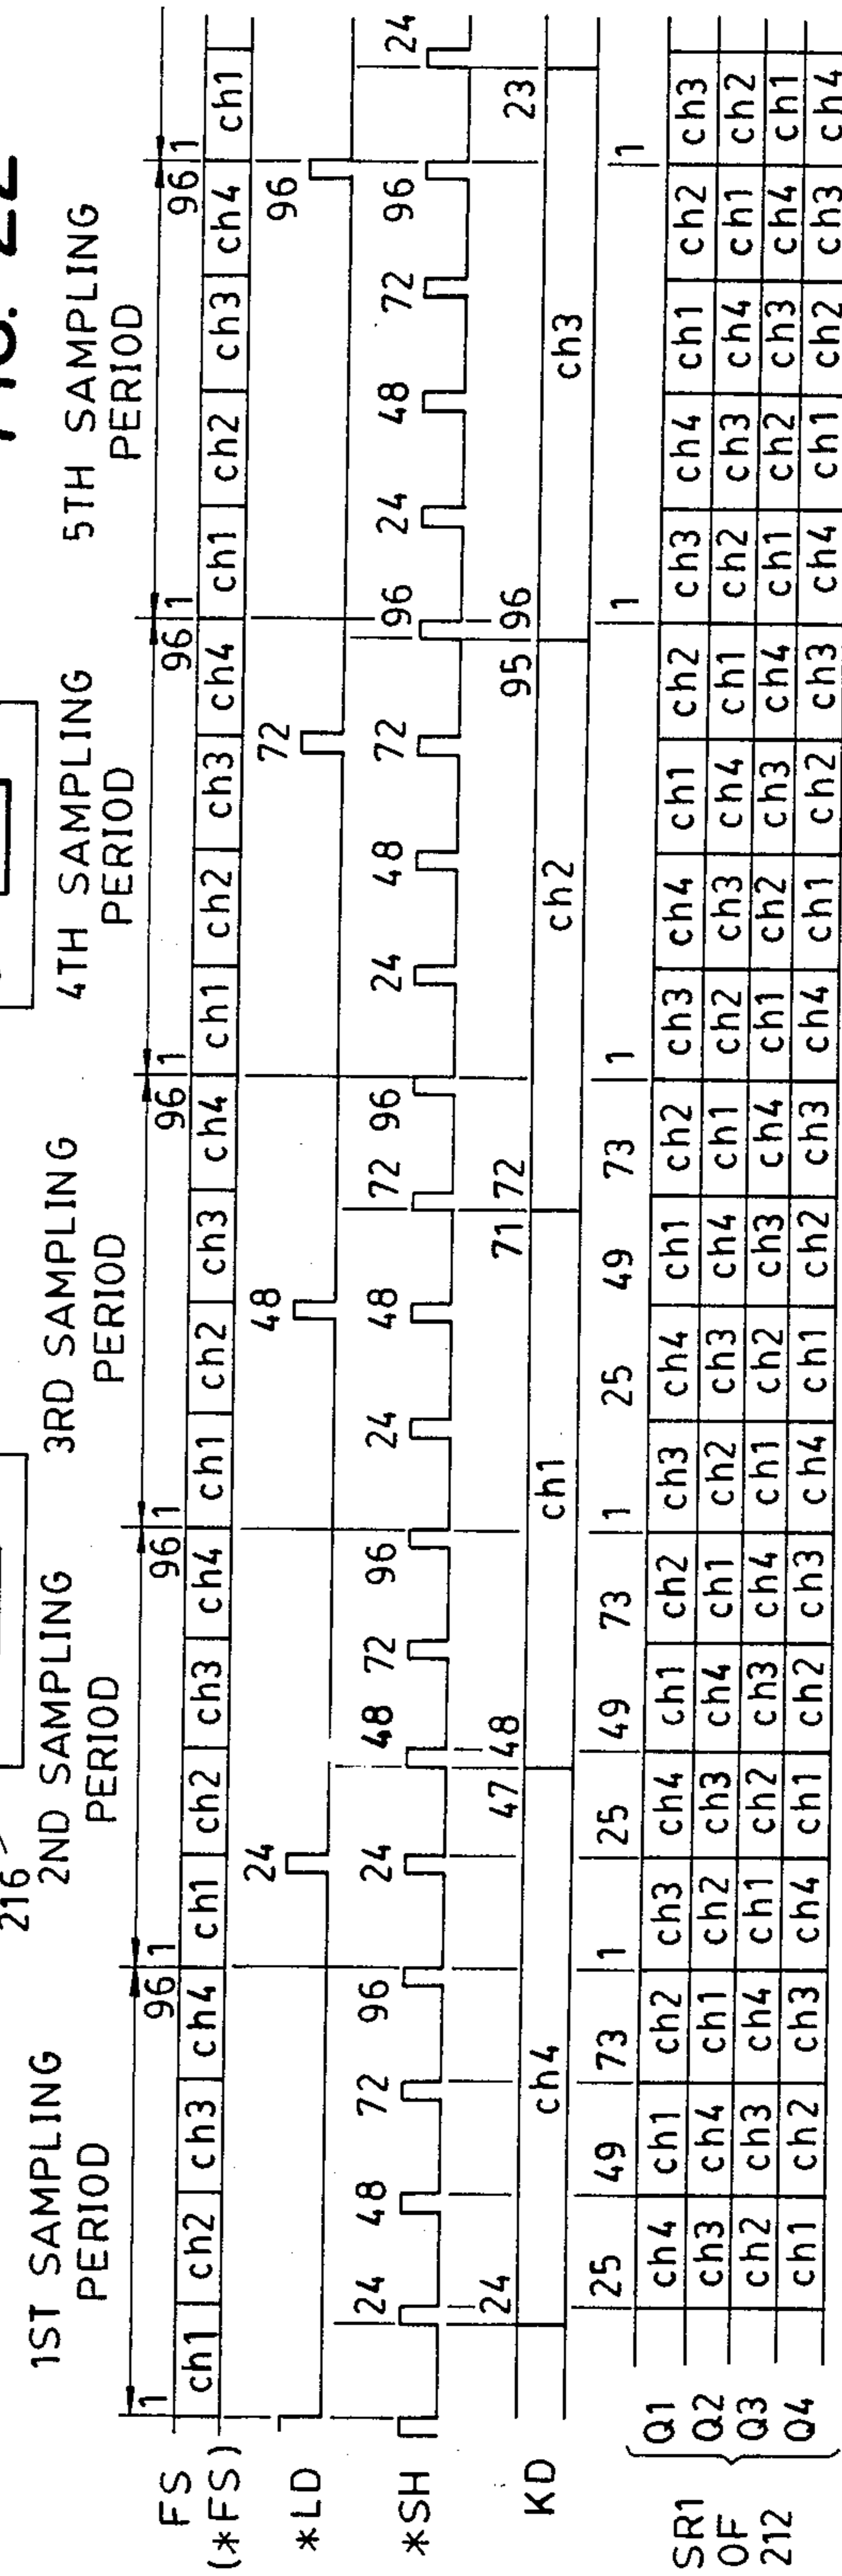 FIG. 22
216
1ST SAMPLING PERIOD
2ND SAMPLING PERIOD
3RD SAMPLING PERIOD
4TH SAMPLING PERIOD
5TH SAMPLING PERIOD
1 96 1 96 1 96 1 96 1 96 1
FS (*FS) ch1 ch2 ch3 ch4 ch1 ch2 ch3 ch4 ch1 ch2 ch3 ch4 ch1 ch2 ch3 ch4 ch1 ch2 ch3 ch4 ch1
*LD 24 48 72 96
*SH 24 48 72 96 24 48 72 96 24 48 72 96 24 48 72 96 24 48 72 96 24
24 47 48 71 72 95 96 23
KD ch4 ch1 ch2 ch3
25 49 73 1 25 49 73 1 25 49 73 1 1 1
SR1 OF 212
Q1 ch4 ch1 ch2 ch3 ch4 ch1 ch2 ch3 ch4 ch1 ch2 ch3 ch4 ch1 ch2 ch3 ch4 ch1 ch2 ch3
Q2 ch3 ch4 ch1 ch2 ch3 ch4 ch1 ch2 ch3 ch4 ch1 ch2 ch3 ch4 ch1 ch2 ch3 ch4 ch1 ch2
Q3 ch2 ch3 ch4 ch1 ch2 ch3 ch4 ch1 ch2 ch3 ch4 ch1 ch2 ch3 ch4 ch1 ch2 ch3 ch4 ch1
Q4 ch1 ch2 ch3 ch4 ch1 ch2 ch3 ch4 ch1 ch2 ch3 ch4 ch1 ch2 ch3 ch4 ch1 ch2 ch3 ch4